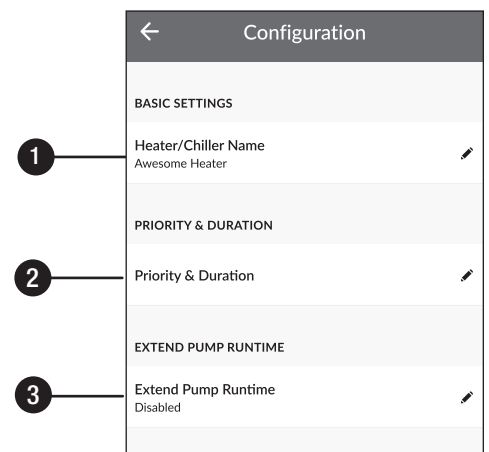 Configuration
BASIC SETTINGS
1
Heater/Chiller Name
Awesome Heater
PRIORITY & DURATION
2
Priority & Duration
EXTEND PUMP RUNTIME
3
Extend Pump Runtime
Disabled